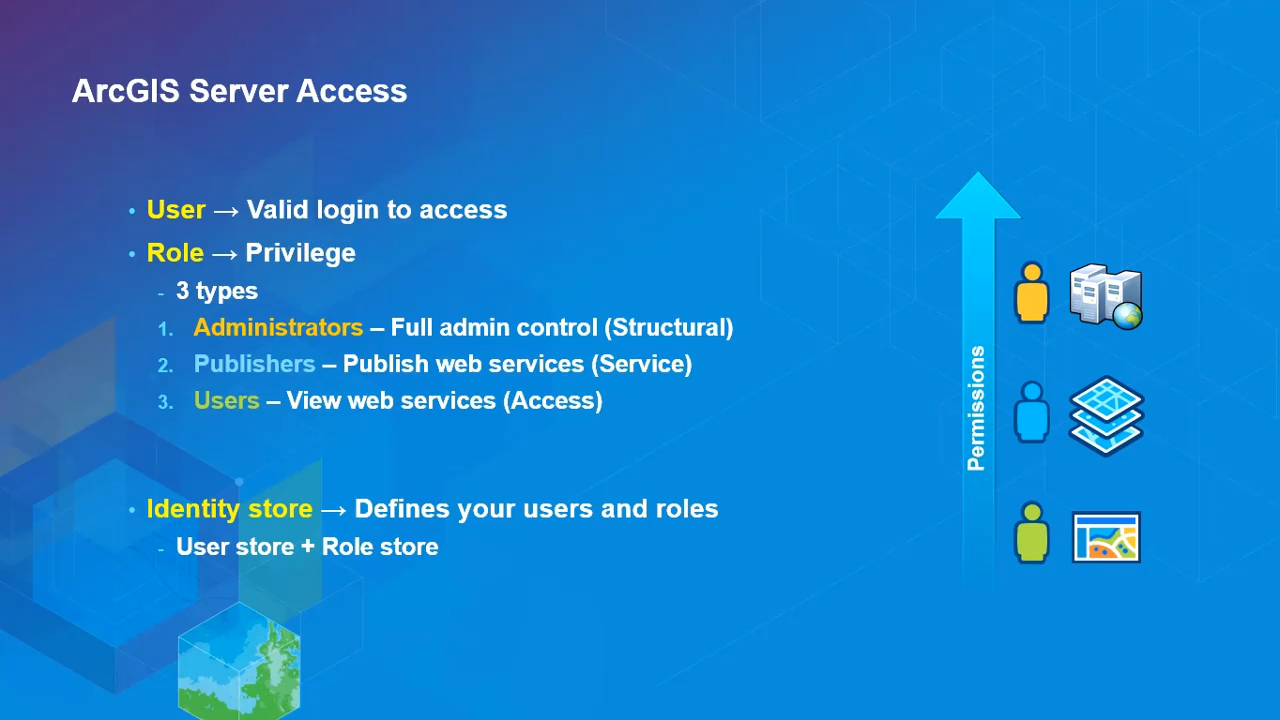 ArcGIS Server Access
• User → Valid login to access
• Role → Privilege
- 3 types
1. Administrators – Full admin control (Structural)
2. Publishers – Publish web services (Service)
3. Users – View web services (Access)
• Identity store → Defines your users and roles
- User store + Role store
Permissions